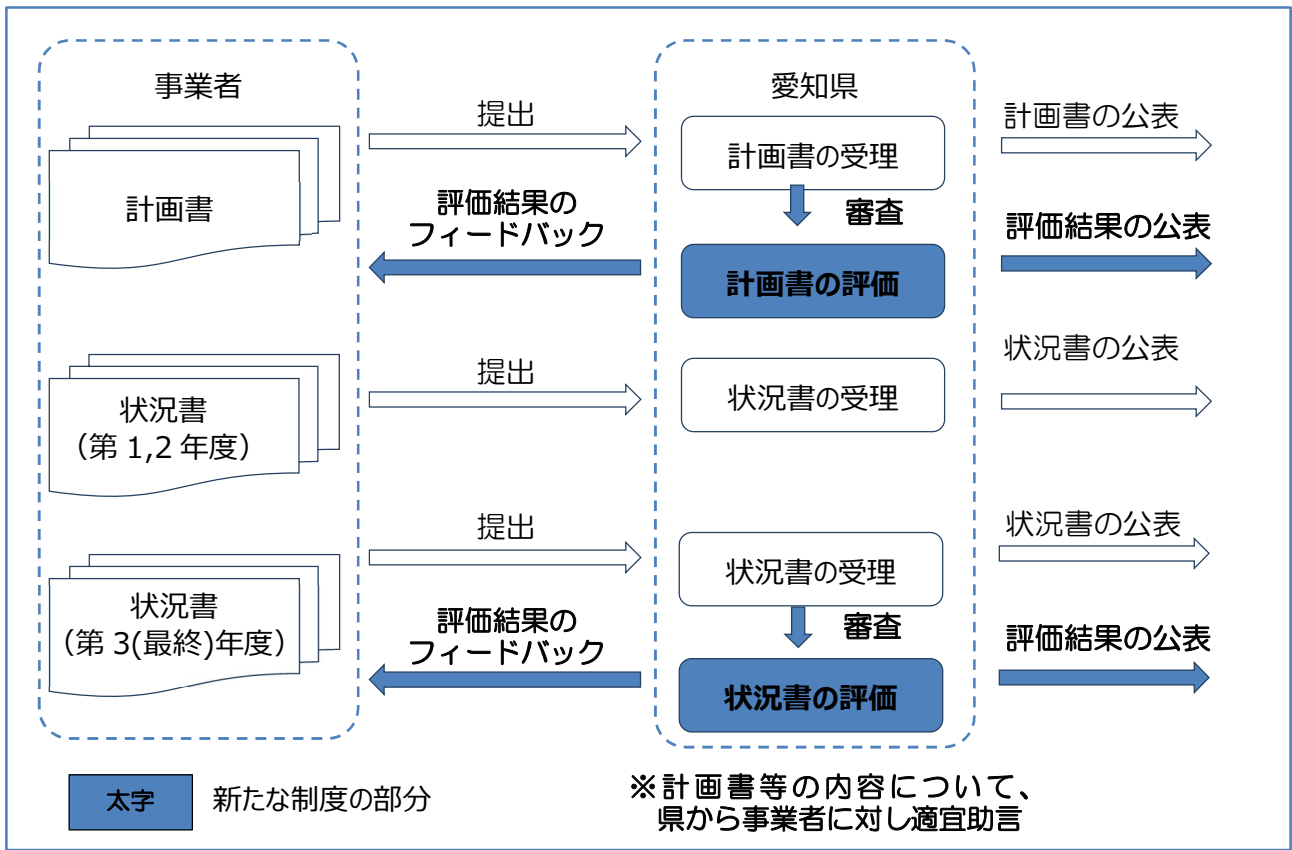 事業者
愛知県
提出
計画書の公表
計画書
計画書の受理
審査
評価結果の
フィードバック
計画書の評価
評価結果の公表
状況書
(第 1,2 年度)
提出
状況書の受理
状況書の公表
状況書
(第 3(最終)年度)
提出
状況書の受理
状況書の公表
審査
評価結果の
フィードバック
状況書の評価
評価結果の公表
太字
新たな制度の部分
※計画書等の内容について、
県から事業者に対し適宜助言